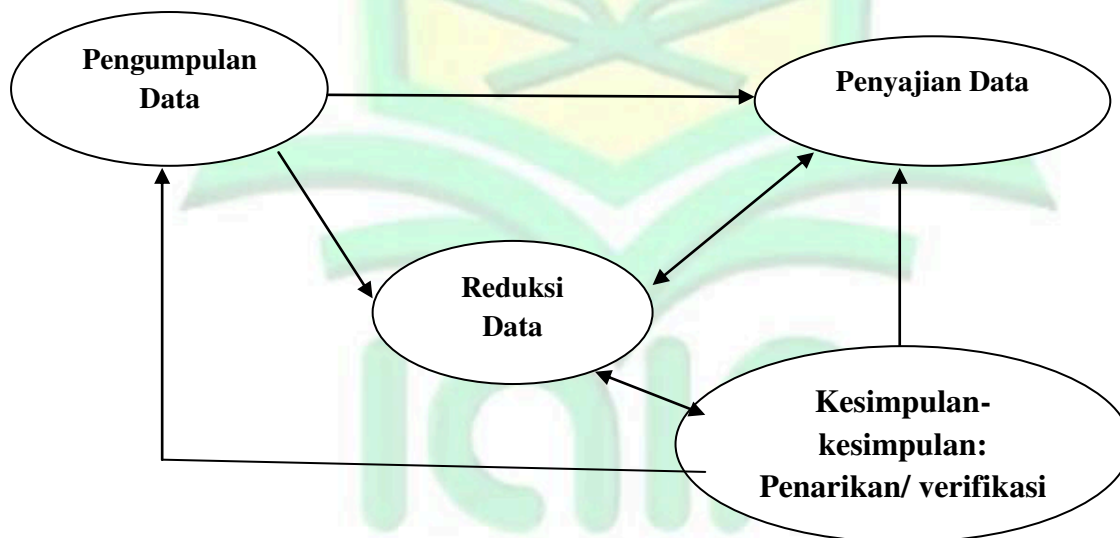 Pengumpulan
Data
Penyajian Data
Reduksi
Data
Kesimpulan-
kesimpulan:
Penarikan/ verifikasi